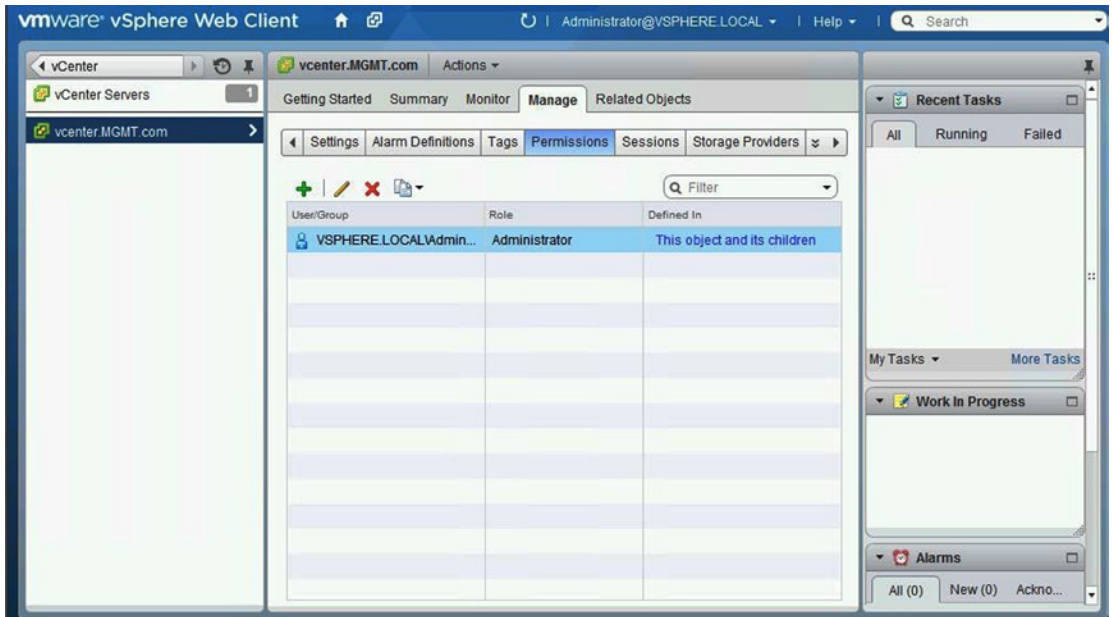 vmware® vSphere Web Client
Administrator@VSPHERE.LOCAL
Help
Search
vCenter
vCenter Servers 1
vcenter.MGMT.com
vcenter.MGMT.com Actions
Getting Started Summary Monitor Manage Related Objects
Settings Alarm Definitions Tags Permissions Sessions Storage Providers
Filter
User/Group Role Defined In
VSPHERE.LOCAL\Admin... Administrator This object and its children
Recent Tasks
All Running Failed
My Tasks More Tasks
Work In Progress
Alarms
All (0) New (0) Ackno...